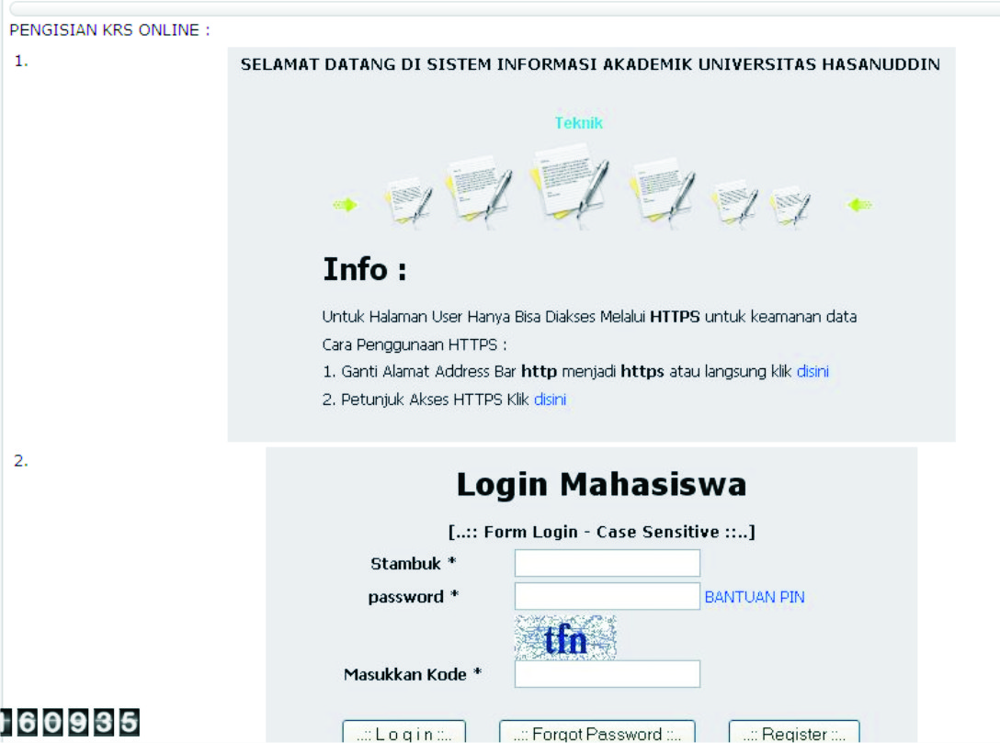 PENGISIAN KRS ONLINE :
1.
SELAMAT DATANG DI SISTEM INFORMASI AKADEMIK UNIVERSITAS HASANUDDIN
Teknik
Info :
Untuk Halaman User Hanya Bisa Diakses Melalui HTTPS untuk keamanan data
Cara Penggunaan HTTPS :
1. Ganti Alamat Address Bar http menjadi https atau langsung klik disini
2. Petunjuk Akses HTTPS Klik disini
2.
Login Mahasiswa
[..:: Form Login - Case Sensitive ::..]
Stambuk *
password *
BANTUAN PIN
tfn
Masukkan Kode *
60935
..:: L o g i n ::..
..:: Forgot Password ::..
..:: Register ::..